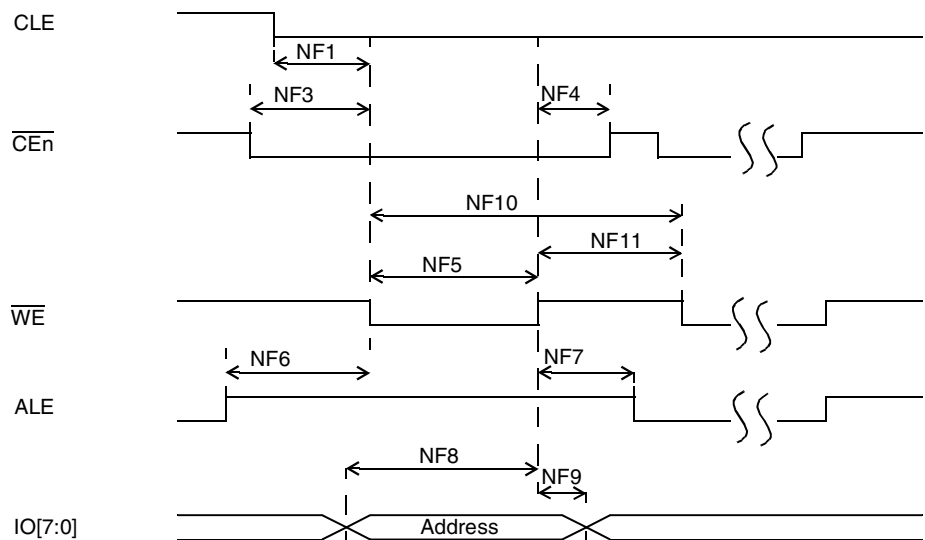 CLE
NF1
NF3
NF4
CEn
NF10
NF11
NF5
WE
NF6
NF7
ALE
NF8
NF9
IO[7:0]
Address